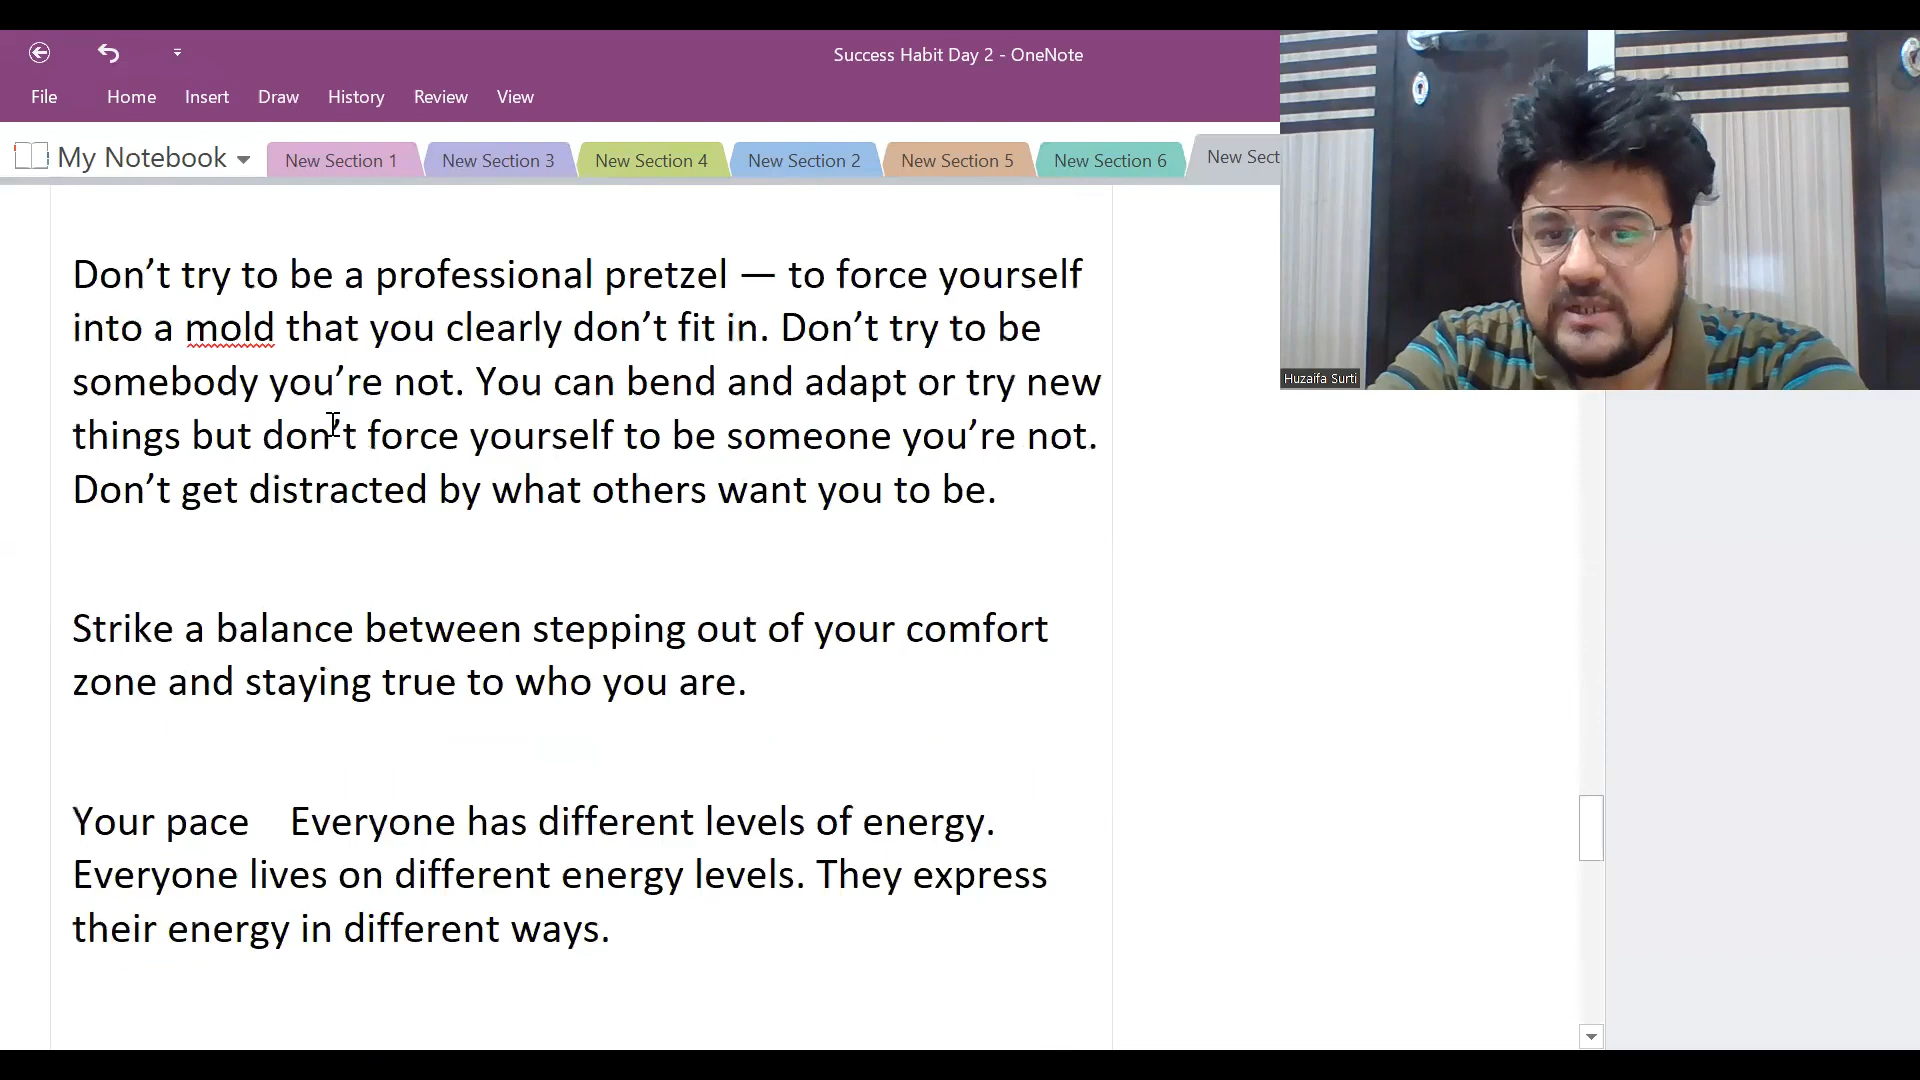 Success Habit Day 2 - OneNote
File Home Insert Draw History Review View
My Notebook New Section 1 New Section 3 New Section 4 New Section 2 New Section 5 New Section 6 New Sect
Huzaifa Surti
Don’t try to be a professional pretzel — to force yourself
into a mold that you clearly don’t fit in. Don’t try to be
somebody you’re not. You can bend and adapt or try new
things but don’t force yourself to be someone you’re not.
Don’t get distracted by what others want you to be.
Strike a balance between stepping out of your comfort
zone and staying true to who you are.
Your pace Everyone has different levels of energy.
Everyone lives on different energy levels. They express
their energy in different ways.